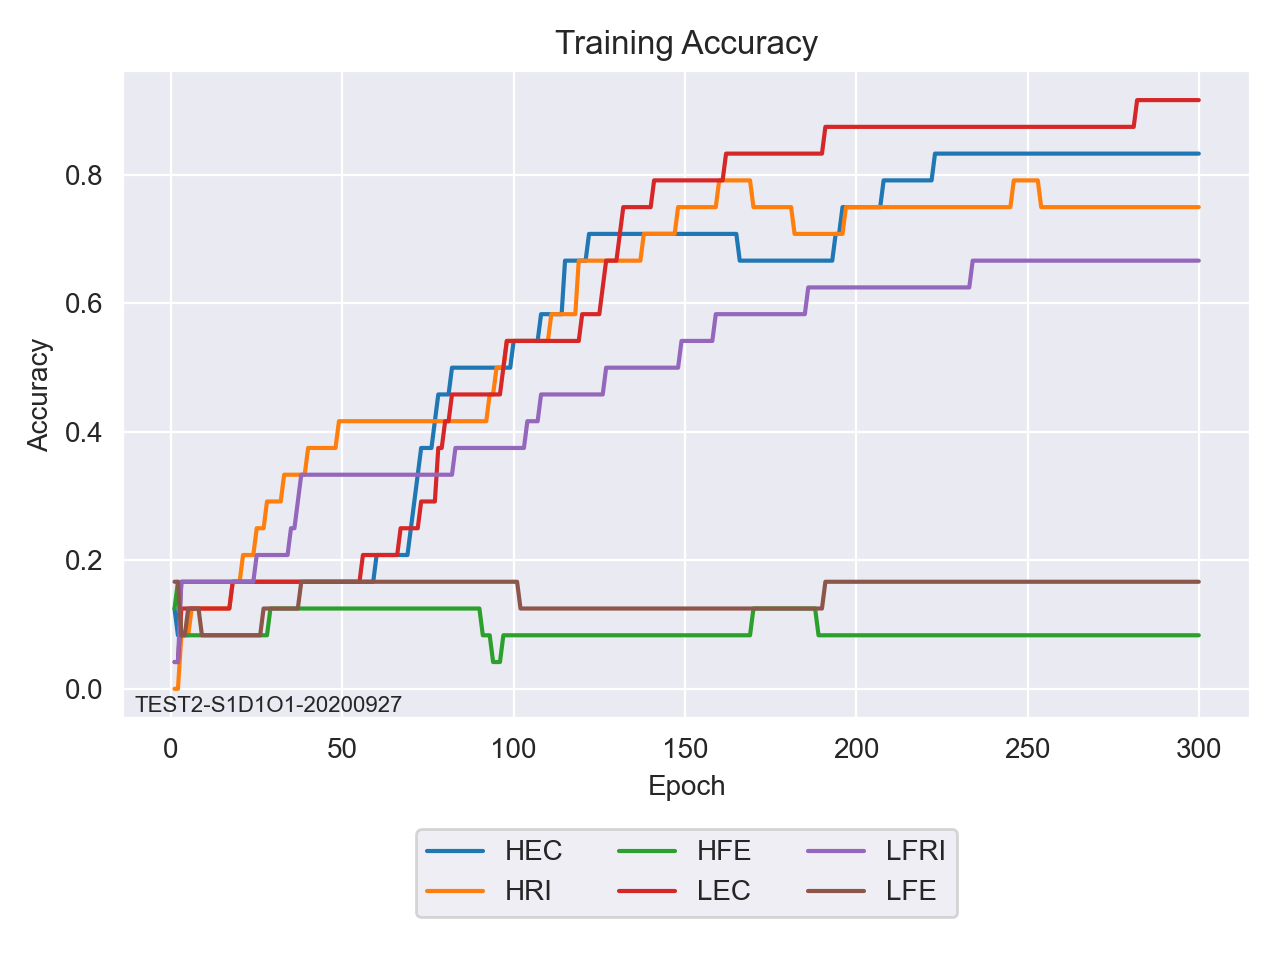 Training Accuracy
Accuracy
0.8
0.6
0.4
0.2
0.0
TEST2-S1D1O1-20200927
0 50 100 150 200 250 300
Epoch
HEC HFE LFRI
HRI LEC LFE